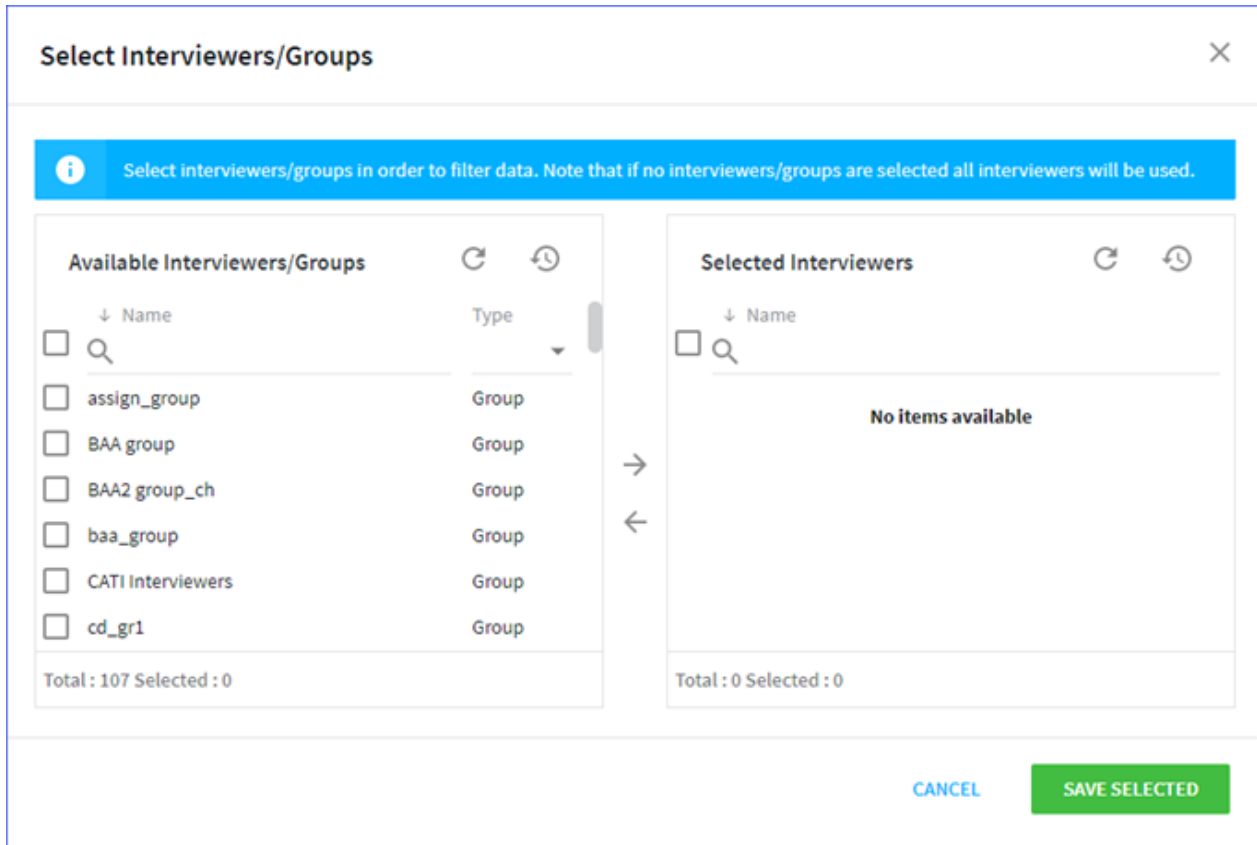 Select Interviewers/Groups
Select interviewers/groups in order to filter data. Note that if no interviewers/groups are selected all interviewers will be used.
Available Interviewers/Groups
↓ Name Type
assign_group Group
BAA group Group
BAA2 group_ch Group
baa_group Group
CATI Interviewers Group
cd_gr1 Group
Total : 107 Selected : 0
Selected Interviewers
↓ Name
No items available
Total : 0 Selected : 0
CANCEL SAVE SELECTED